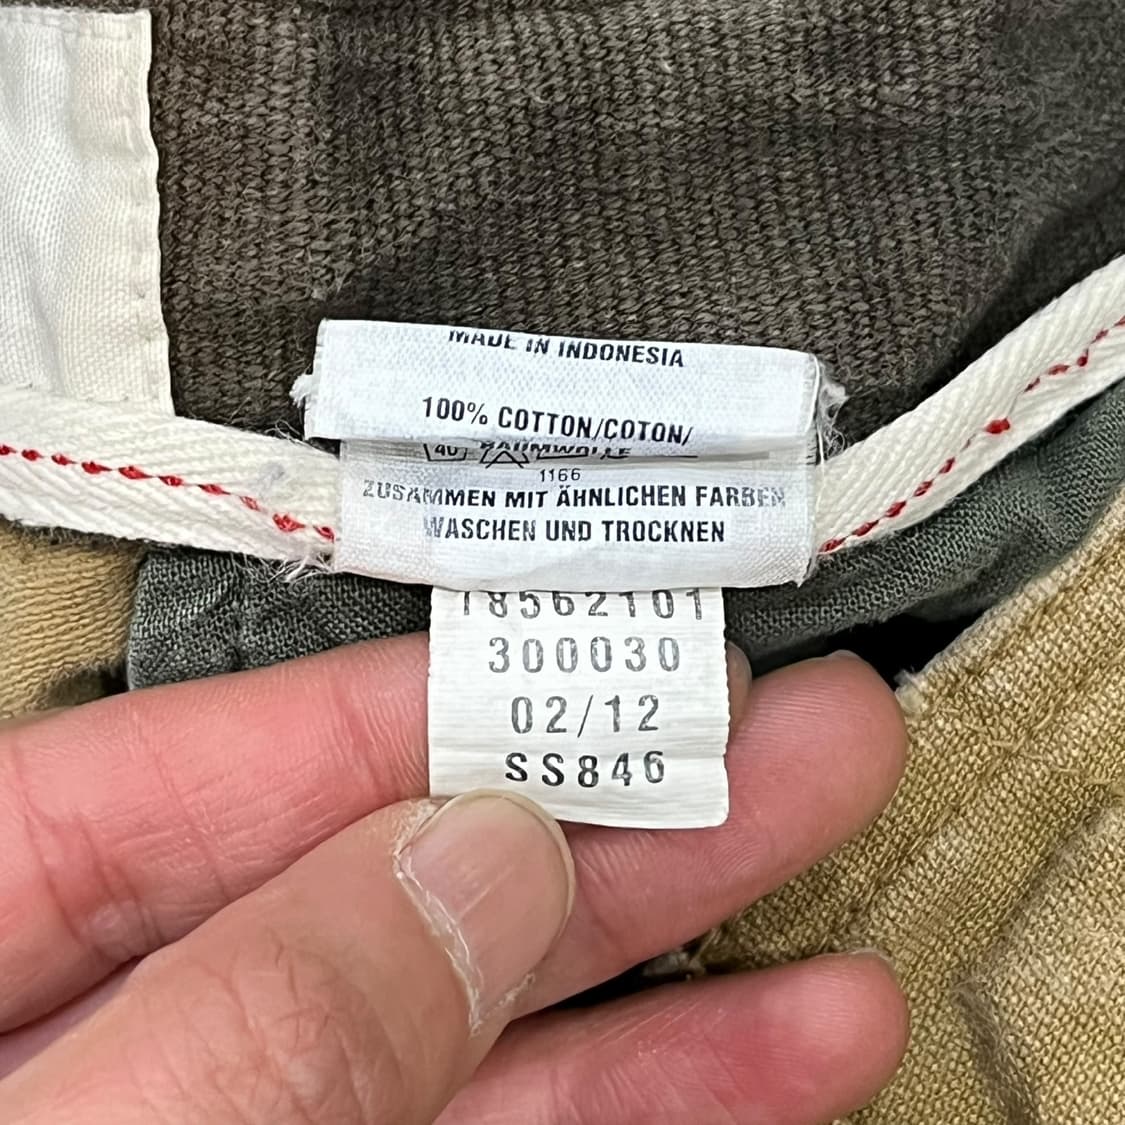 MADE IN INDONESIA
100% COTTON/COTON/
40 BAUMWOLLE
1166
ZUSAMMEN MIT ÄHNLICHEN FARBEN
WASCHEN UND TROCKNEN
18562101
300030
02/12
SS846